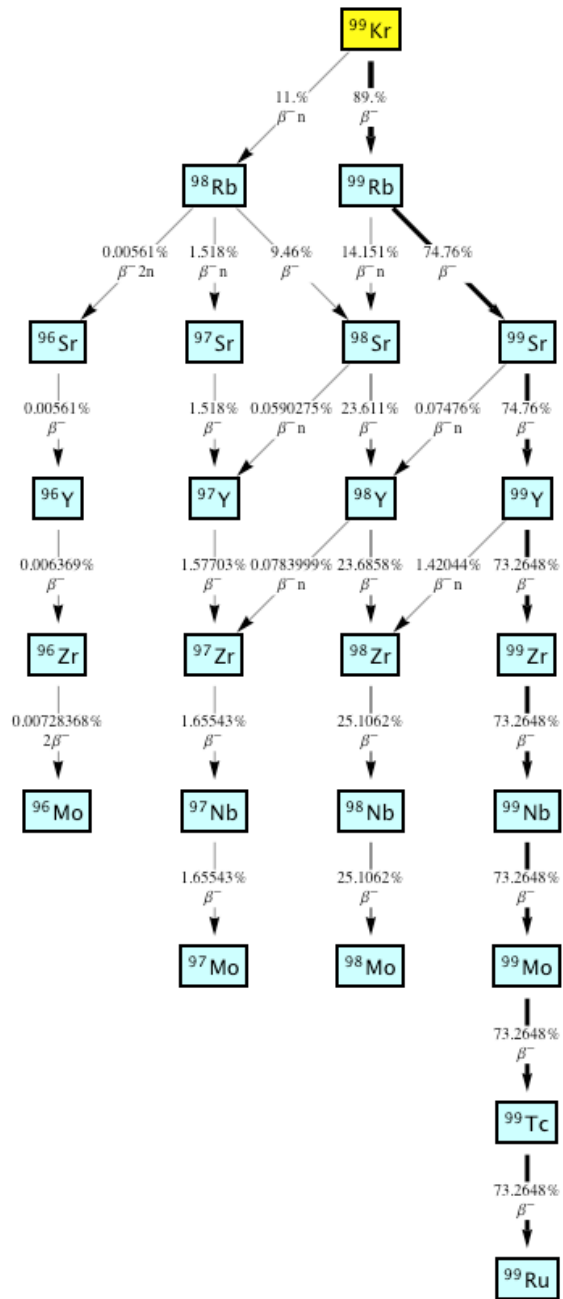 ⁹⁹Kr
11.% 89.%
β⁻ n β⁻
⁹⁸Rb ⁹⁹Rb
0.00561% 1.518% 9.46% 14.151% 74.76%
β⁻ 2n β⁻ n β⁻ β⁻ n β⁻
⁹⁶Sr ⁹⁷Sr ⁹⁸Sr ⁹⁹Sr
0.00561% 1.518% 0.0590275% 23.611% 0.07476% 74.76%
β⁻ β⁻ β⁻ n β⁻ β⁻ n β⁻
⁹⁶Y ⁹⁷Y ⁹⁸Y ⁹⁹Y
0.006369% 1.57703% 0.0783999% 23.6858% 1.42044% 73.2648%
β⁻ β⁻ β⁻ n β⁻ β⁻ n β⁻
⁹⁶Zr ⁹⁷Zr ⁹⁸Zr ⁹⁹Zr
0.00728368% 1.65543% 25.1062% 73.2648%
2β⁻ β⁻ β⁻ β⁻
⁹⁶Mo ⁹⁷Nb ⁹⁸Nb ⁹⁹Nb
1.65543% 25.1062% 73.2648%
β⁻ β⁻ β⁻
⁹⁷Mo ⁹⁸Mo ⁹⁹Mo
73.2648%
β⁻
⁹⁹Tc
73.2648%
β⁻
⁹⁹Ru